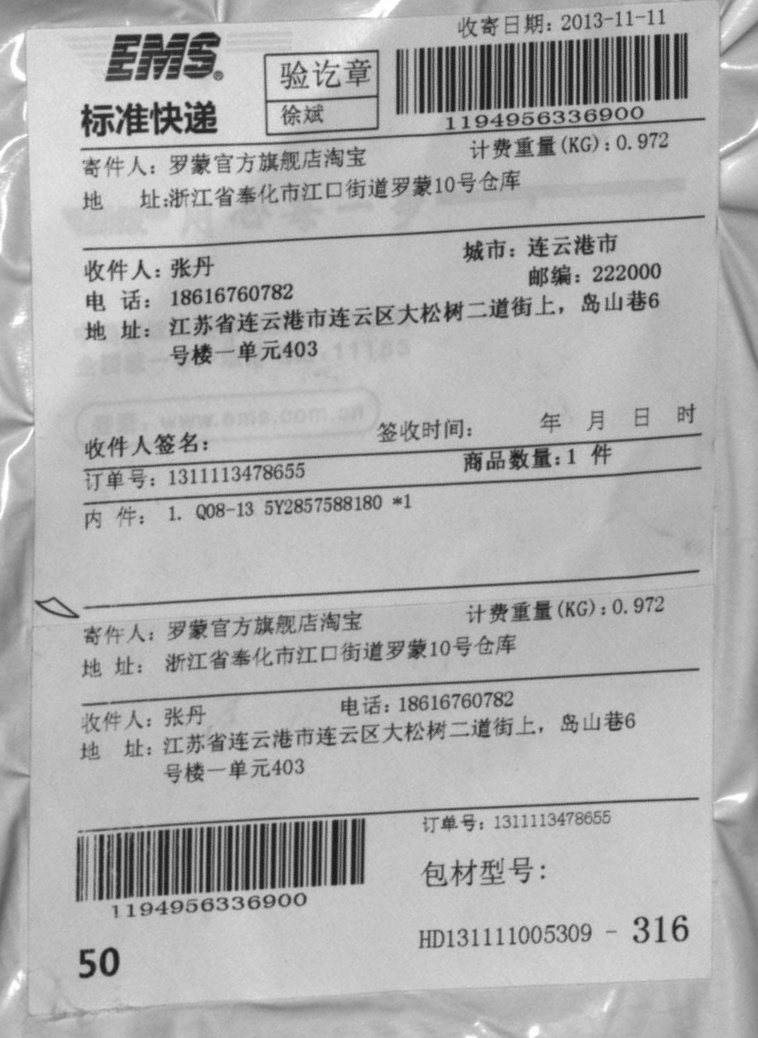 收寄日期：2013-11-11
EMS®
标准快递
验讫章
徐斌
1194956336900
寄件人：罗蒙官方旗舰店淘宝 计费重量(KG)：0.972
地 址：浙江省奉化市江口街道罗蒙10号仓库
收件人：张丹 城市：连云港市
电 话：18616760782 邮编：222000
地 址：江苏省连云港市连云区大松树二道街上，岛山巷6
号楼一单元403
11185
www.ems.com.cn
收件人签名： 签收时间： 年 月 日 时
订单号：1311113478655 商品数量：1 件
内 件： 1. Q08-13 5Y2857588180 *1
寄件人：罗蒙官方旗舰店淘宝 计费重量(KG)：0.972
地 址： 浙江省奉化市江口街道罗蒙10号仓库
收件人：张丹 电话：18616760782
地 址：江苏省连云港市连云区大松树二道街上，岛山巷6
号楼一单元403
订单号：1311113478655
1194956336900
包材型号：
50
HD131111005309 - 316